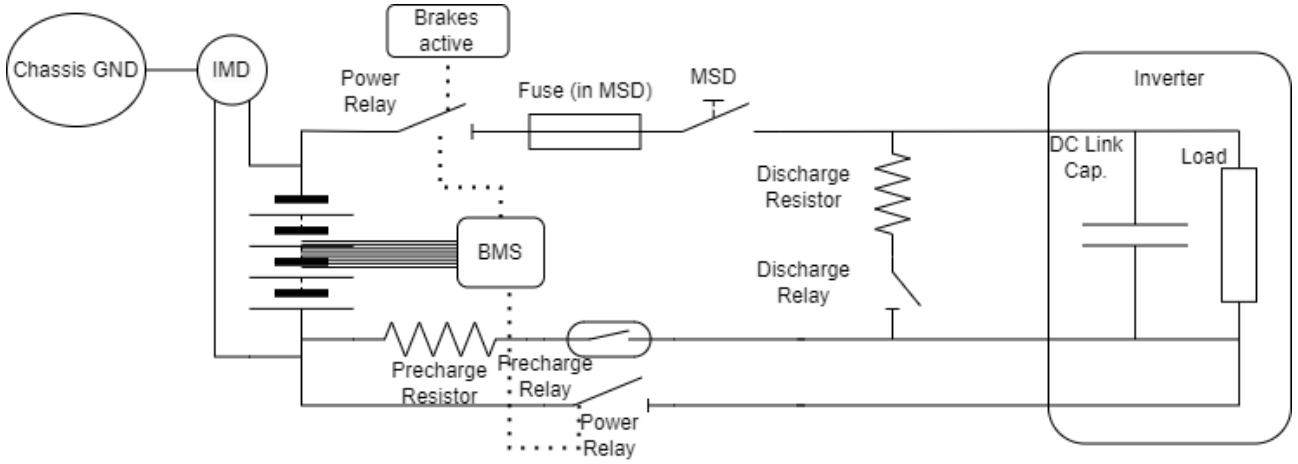 Brakes
active
Chassis GND
IMD
Power
Relay
Fuse (in MSD)
MSD
Inverter
DC Link
Cap.
Load
Discharge
Resistor
BMS
Discharge
Relay
Precharge
Resistor
Precharge
Relay
Power
Relay